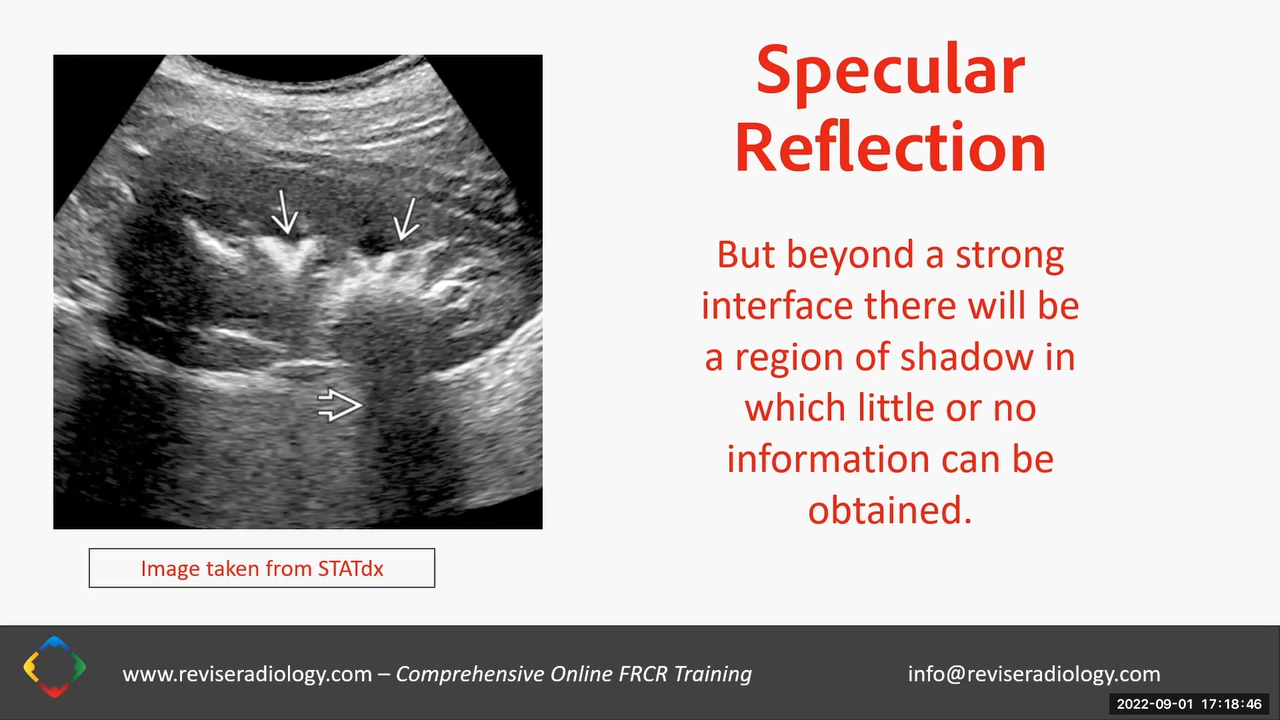 Specular
Reflection
But beyond a strong
interface there will be
a region of shadow in
which little or no
information can be
obtained.
Image taken from STATdx
www.reviseradiology.com – Comprehensive Online FRCR Training
info@reviseradiology.com
2022-09-01 17:18:46